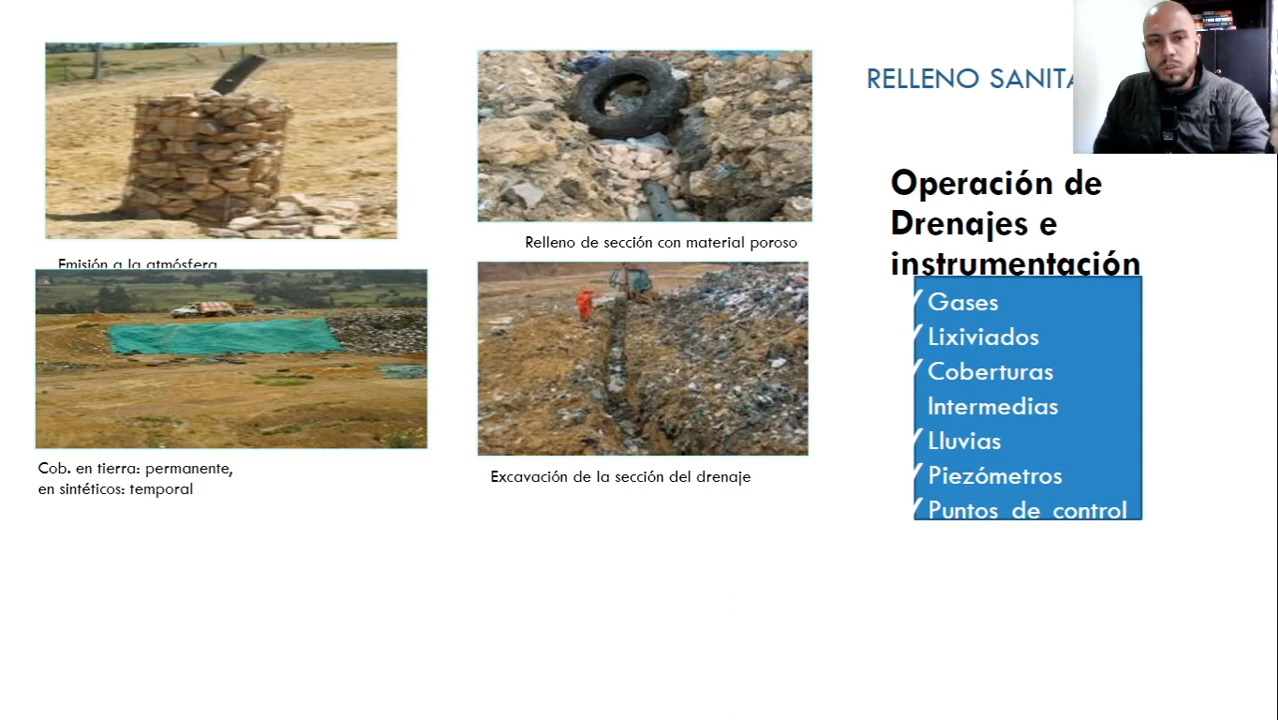 RELLENO SANITA
Operación de
Drenajes e
instrumentación
Gases
Lixiviados
Coberturas
Intermedias
Lluvias
Piezómetros
Puntos de control
Emisión a la atmósfera
Relleno de sección con material poroso
Cob. en tierra: permanente,
en sintéticos: temporal
Excavación de la sección del drenaje